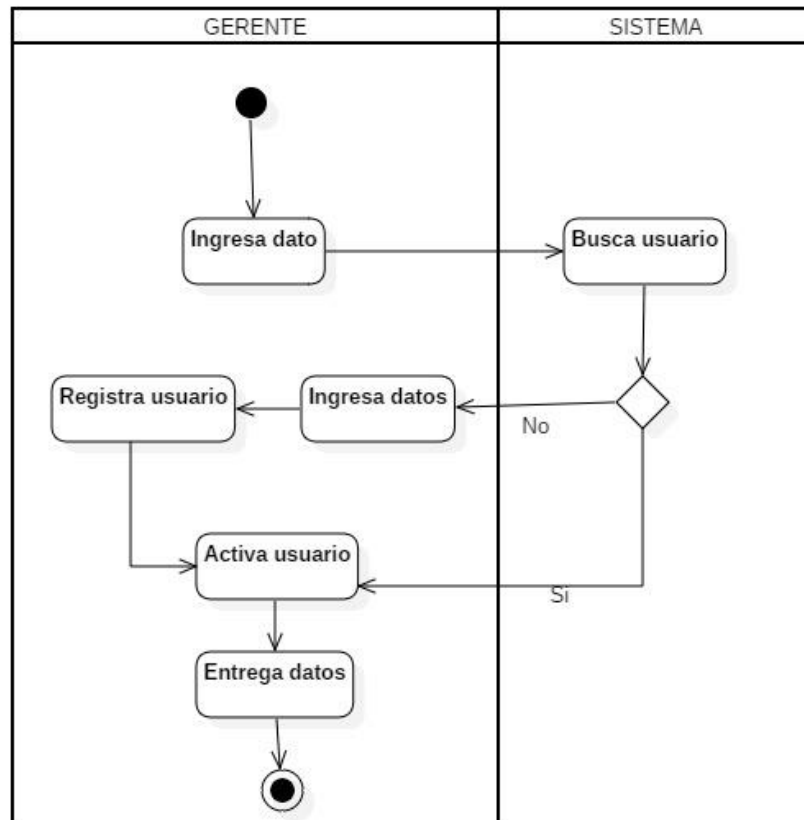 GERENTE
SISTEMA
Ingresa dato
Busca usuario
Registra usuario
Ingresa datos
No
Activa usuario
Si
Entrega datos